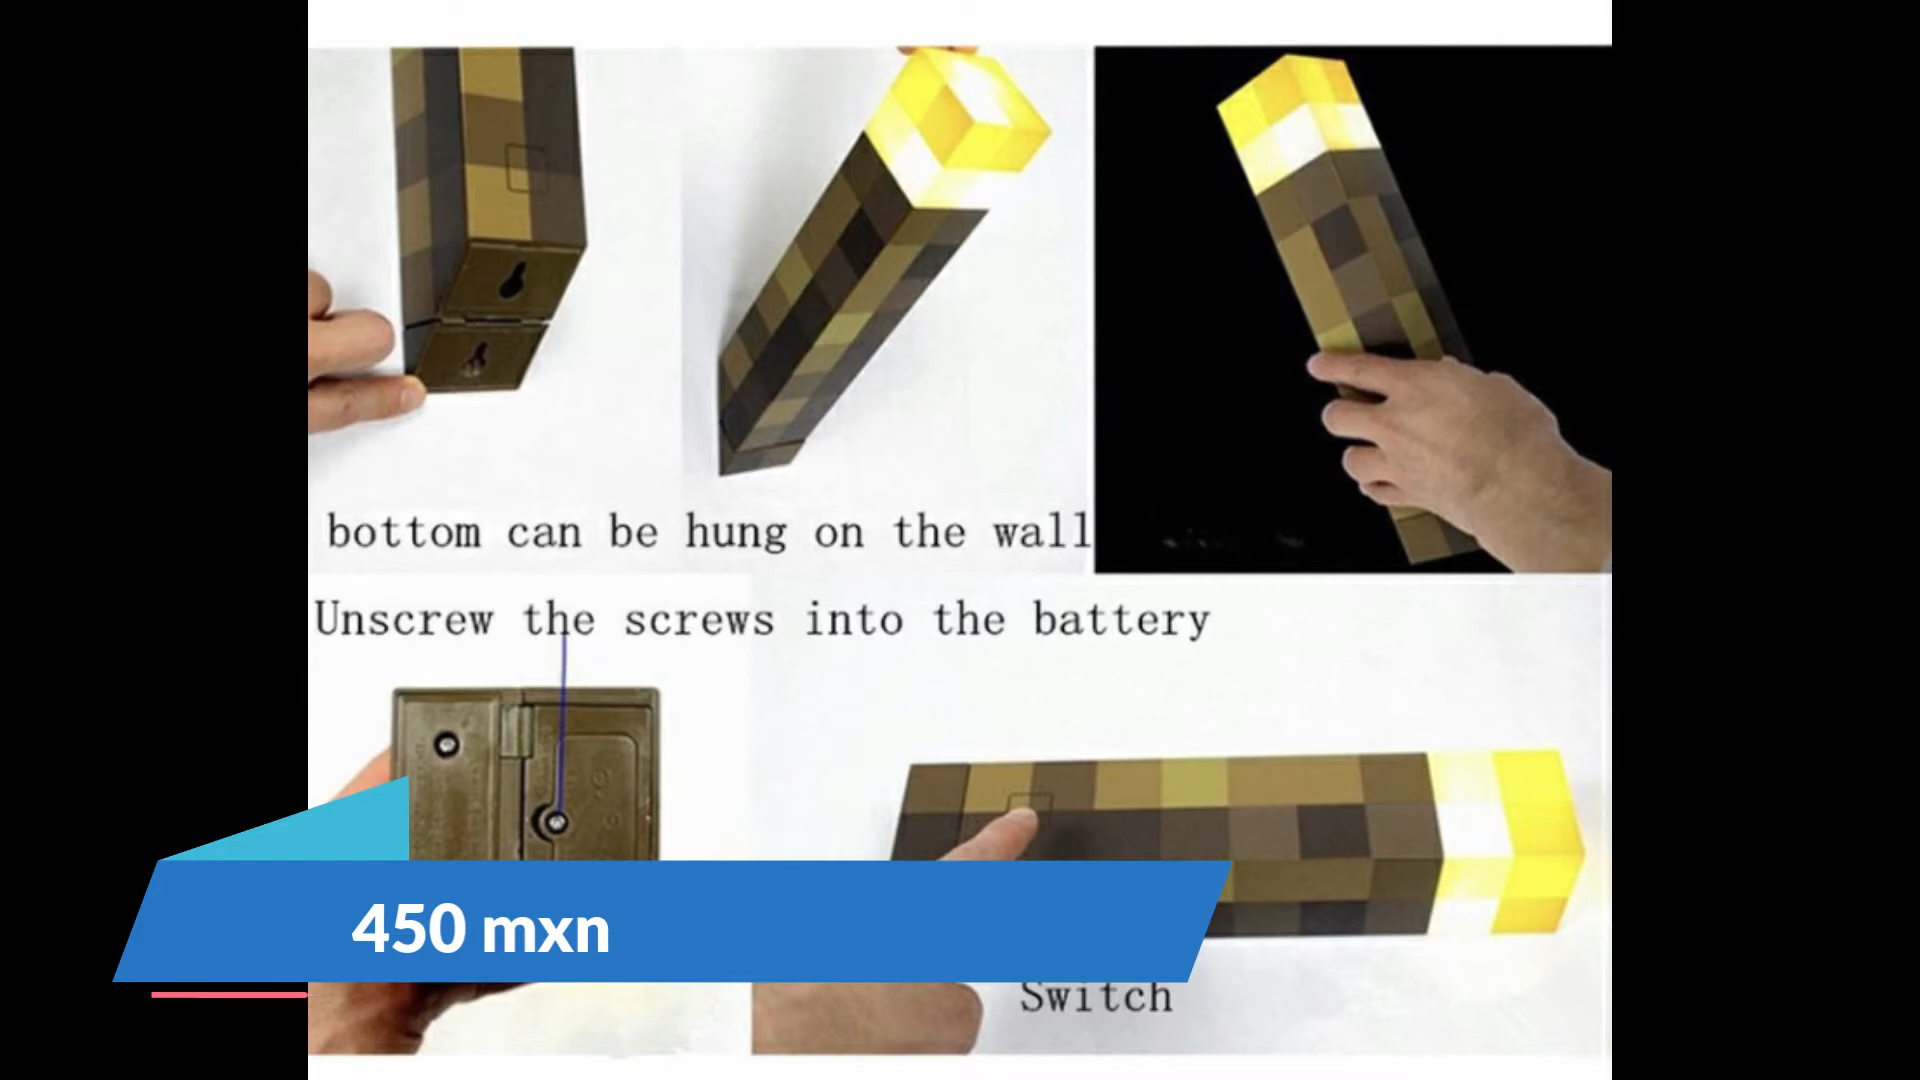 bottom can be hung on the wall
Unscrew the screws into the battery
450 mxn
Switch